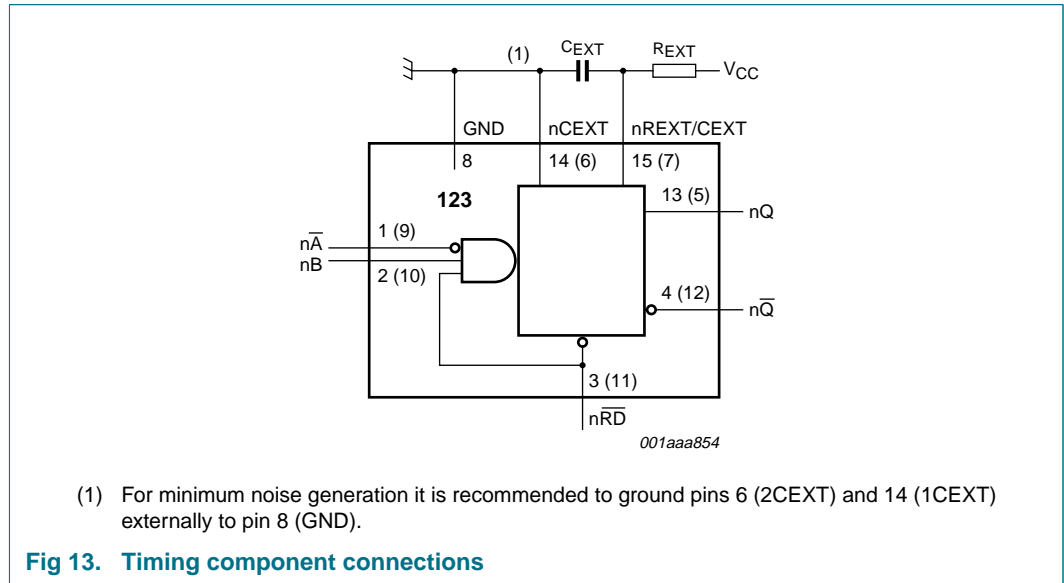 (1) CEXT REXT
VCC
GND nCEXT nREXT/CEXT
8 14 (6) 15 (7)
123
13 (5)
nQ
1 (9)
nA̅
nB
2 (10)
4 (12)
nQ̅
3 (11)
nR̅D̅
001aaa854
(1) For minimum noise generation it is recommended to ground pins 6 (2CEXT) and 14 (1CEXT)
externally to pin 8 (GND).
Fig 13. Timing component connections